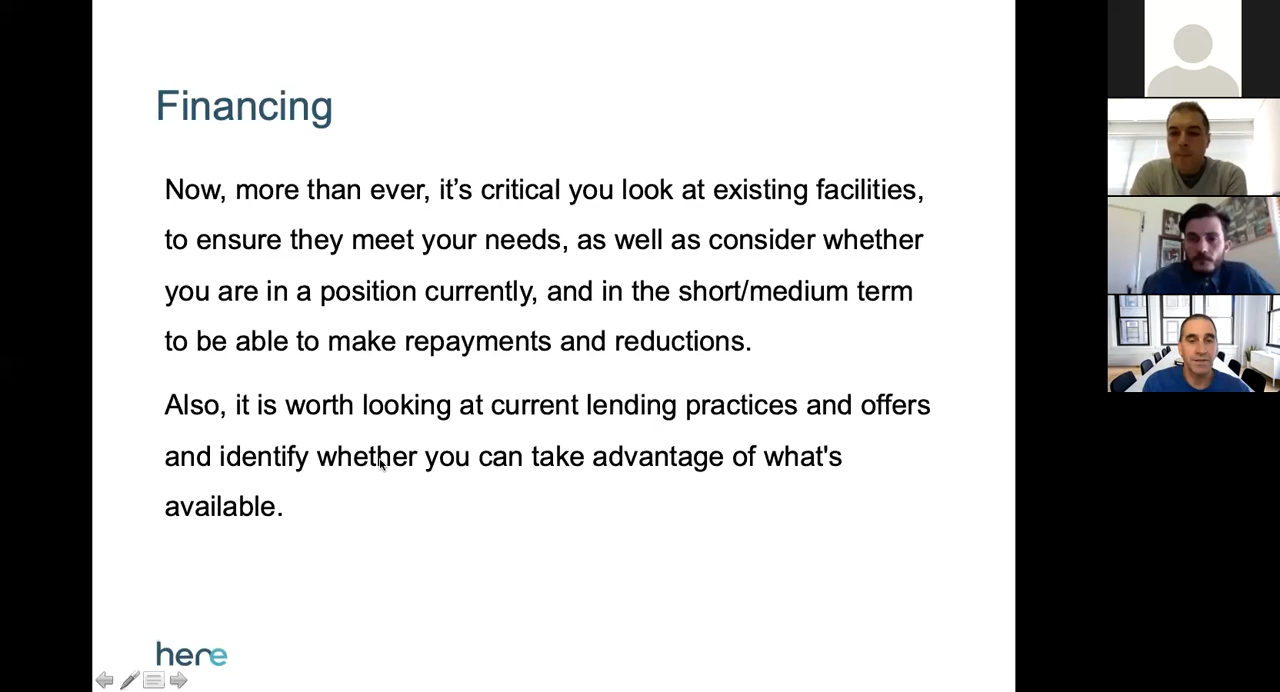 Financing
Now, more than ever, it’s critical you look at existing facilities,
to ensure they meet your needs, as well as consider whether
you are in a position currently, and in the short/medium term
to be able to make repayments and reductions.
Also, it is worth looking at current lending practices and offers
and identify whether you can take advantage of what's
available.
here